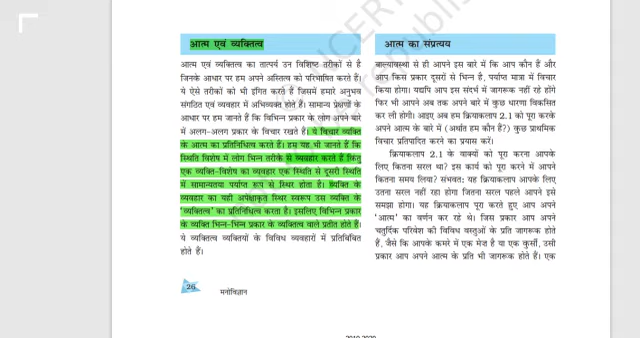 आत्म एवं व्यक्तित्व
आत्म एवं व्यक्तित्व का तात्पर्य उन विशिष्ट तरीकों से है
जिनके आधार पर हम अपने अस्तित्व को परिभाषित करते हैं।
ये ऐसे तरीकों को भी इंगित करते हैं जिसमें हमारे अनुभव
संगठित एवं व्यवहार में अभिव्यक्त होते हैं। सामान्य प्रेक्षणों के
आधार पर हम जानते हैं कि विभिन्न प्रकार के लोग अपने बारे
में अलग-अलग प्रकार के विचार रखते हैं। ये विचार व्यक्ति
के आत्म का प्रतिनिधित्व करते हैं। हम यह भी जानते हैं कि
स्थिति विशेष में लोग भिन्न तरीके से व्यवहार करते हैं किंतु
एक व्यक्ति-विशेष का व्यवहार एक स्थिति से दूसरी स्थिति
में सामान्यतया पर्याप्त रूप से स्थिर होता है। व्यक्ति के
व्यवहार का यही अपेक्षाकृत स्थिर स्वरूप उस व्यक्ति के
‘व्यक्तित्व’ का प्रतिनिधित्व करता है। इसलिए विभिन्न प्रकार
के व्यक्ति भिन्न-भिन्न प्रकार के व्यक्तित्व वाले प्रतीत होते हैं।
ये व्यक्तित्व व्यक्तियों के विविध व्यवहारों में प्रतिबिंबित
होते हैं।
26
मनोविज्ञान
आत्म का संप्रत्यय
बाल्यावस्था से ही आपने इस बारे में कि आप कौन हैं और
आप किस प्रकार दूसरों से भिन्न है, पर्याप्त मात्रा में विचार
किया होगा। यद्यपि आप इस संदर्भ में जागरूक नहीं रहे होंगे
फिर भी आपने अब तक अपने बारे में कुछ धारणा विकसित
कर ली होगी। आइए अब हम क्रियाकलाप 2.1 को पूरा करके
अपने आत्म के बारे में (अर्थात हम कौन हैं?) कुछ प्राथमिक
विचार प्रतिपादित करने का प्रयास करें।
क्रियाकलाप 2.1 के वाक्यों को पूरा करना आपके
लिए कितना सरल था? इस कार्य को पूरा करने में आपने
कितना समय लिया? संभवत: यह क्रियाकलाप आपके लिए
उतना सरल नहीं रहा होगा जितना सरल पहले आपने इसे
समझा होगा। यह क्रियाकलाप पूरा करते हुए आप अपने
‘आत्म’ का वर्णन कर रहे थे। जिस प्रकार आप अपने
चतुर्दिक परिवेश की विविध वस्तुओं के प्रति जागरूक होते
हैं, जैसे कि आपके कमरे में एक मेज़ है या एक कुर्सी, उसी
प्रकार आप अपने आत्म के प्रति भी जागरूक होते हैं। एक
2019-2020